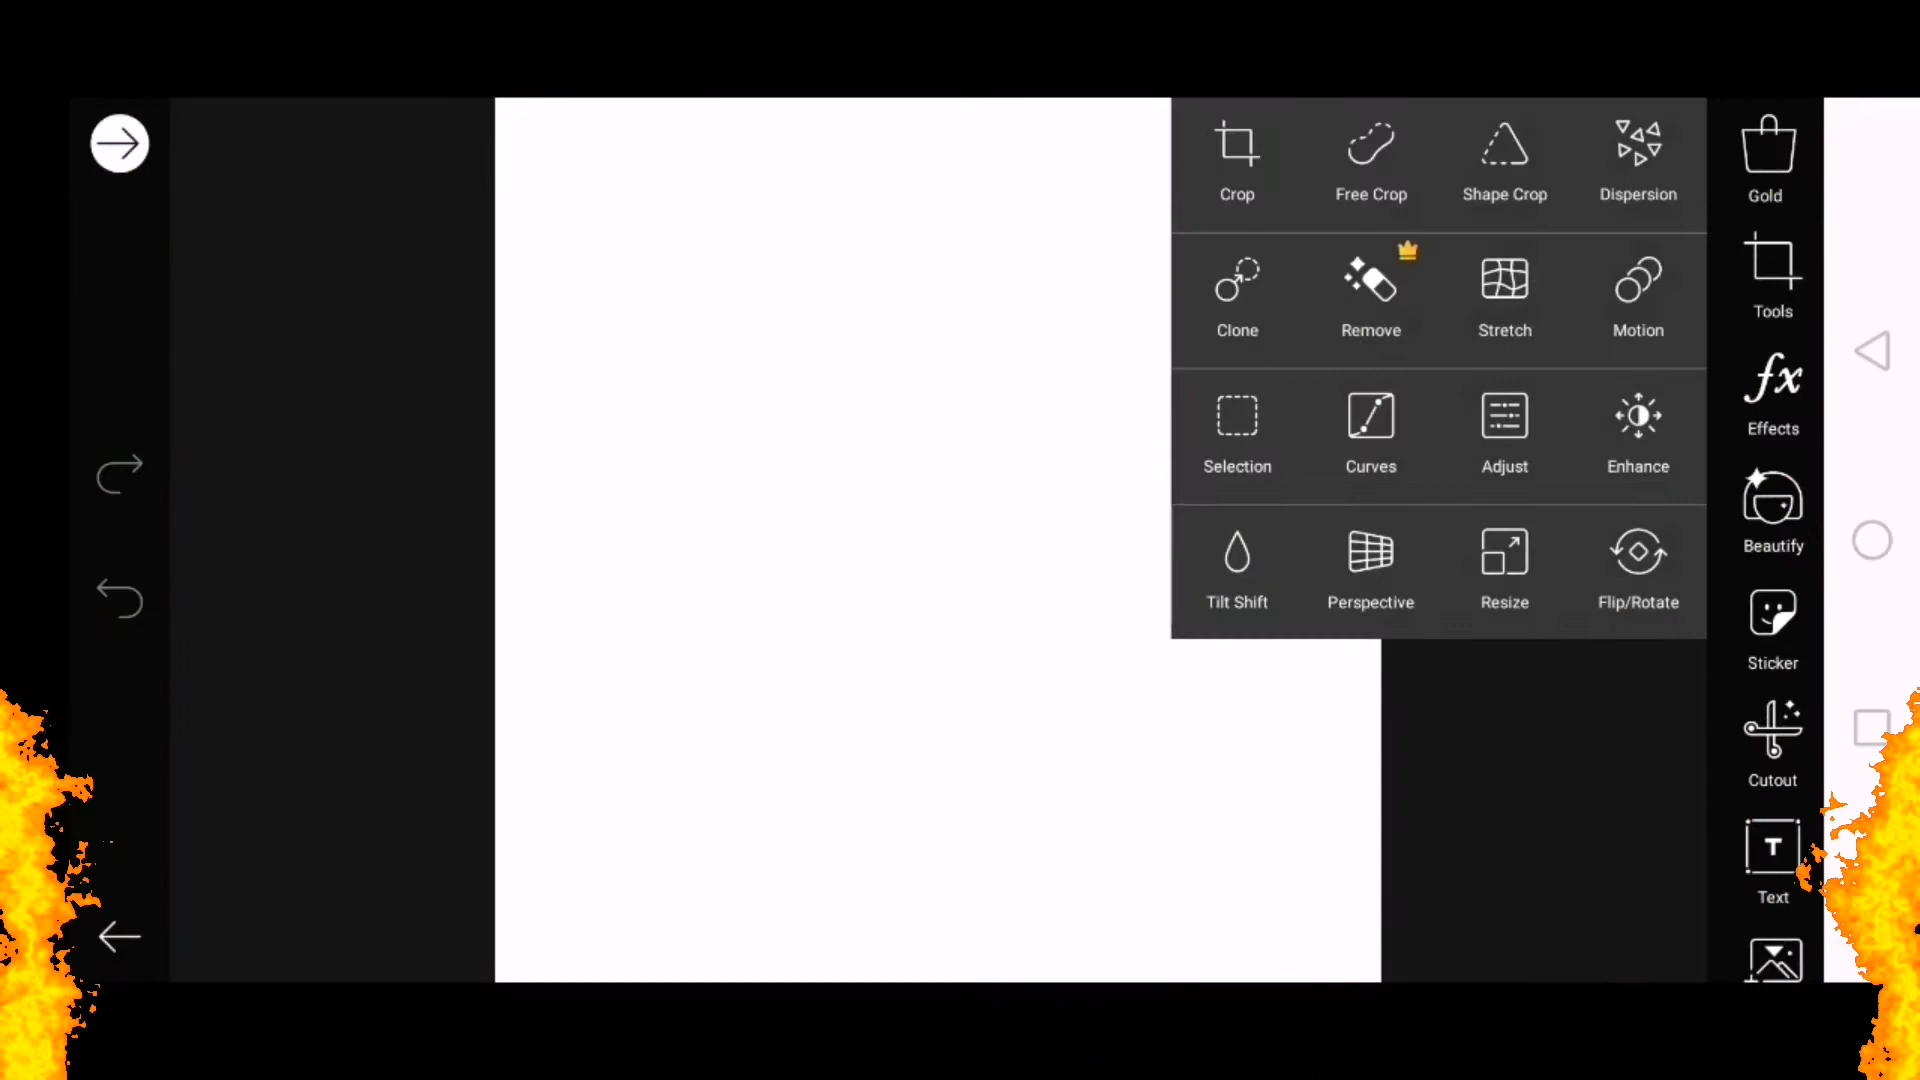 Crop Free Crop Shape Crop Dispersion
Clone Remove Stretch Motion
Selection Curves Adjust Enhance
Tilt Shift Perspective Resize Flip/Rotate
Gold
Tools
fx
Effects
Beautify
Sticker
Cutout
T
Text